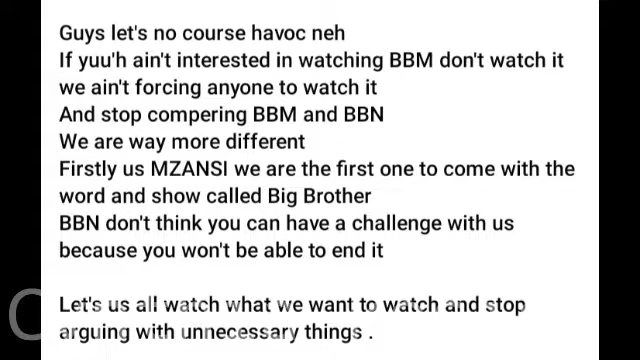 Guys let's no course havoc neh
If yuu'h ain't interested in watching BBM don't watch it
we ain't forcing anyone to watch it
And stop compering BBM and BBN
We are way more different
Firstly us MZANSI we are the first one to come with the
word and show called Big Brother
BBN don't think you can have a challenge with us
because you won't be able to end it
Let's us all watch what we want to watch and stop
arguing with unnecessary things .